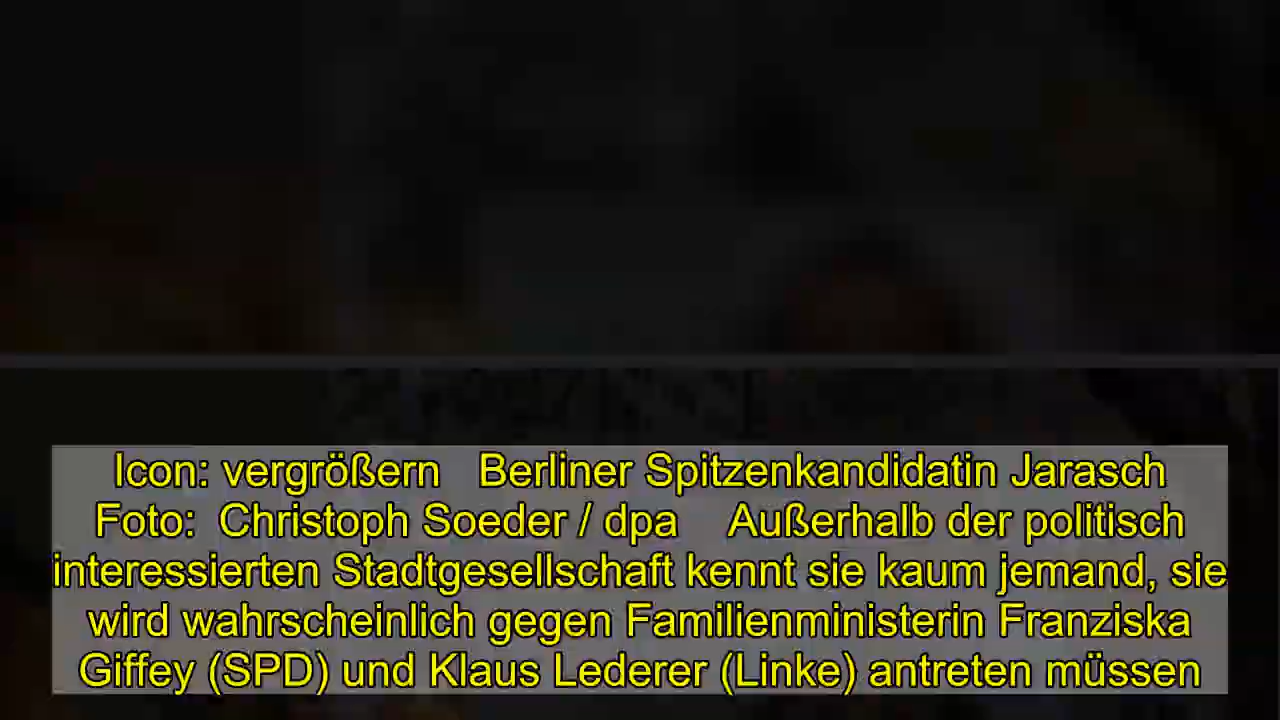 Icon: vergrößern   Berliner Spitzenkandidatin Jarasch
Foto:  Christoph Soeder / dpa    Außerhalb der politisch
interessierten Stadtgesellschaft kennt sie kaum jemand, sie
wird wahrscheinlich gegen Familienministerin Franziska
Giffey (SPD) und Klaus Lederer (Linke) antreten müssen